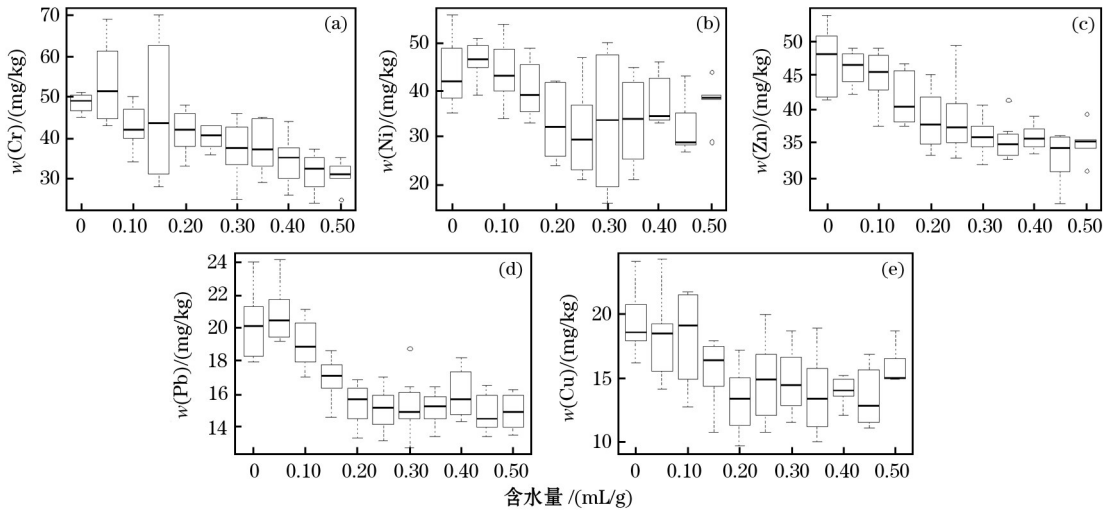 (a)
w(Cr)/(mg/kg)
70
60
50
40
30
0 0.10 0.20 0.30 0.40 0.50
(b)
w(Ni)/(mg/kg)
50
40
30
20
0 0.10 0.20 0.30 0.40 0.50
(c)
w(Zn)/(mg/kg)
50
45
40
35
30
0 0.10 0.20 0.30 0.40 0.50
(d)
w(Pb)/(mg/kg)
24
22
20
18
16
14
0 0.10 0.20 0.30 0.40 0.50
(e)
w(Cu)/(mg/kg)
20
15
10
0 0.10 0.20 0.30 0.40 0.50
含水量/(mL/g)